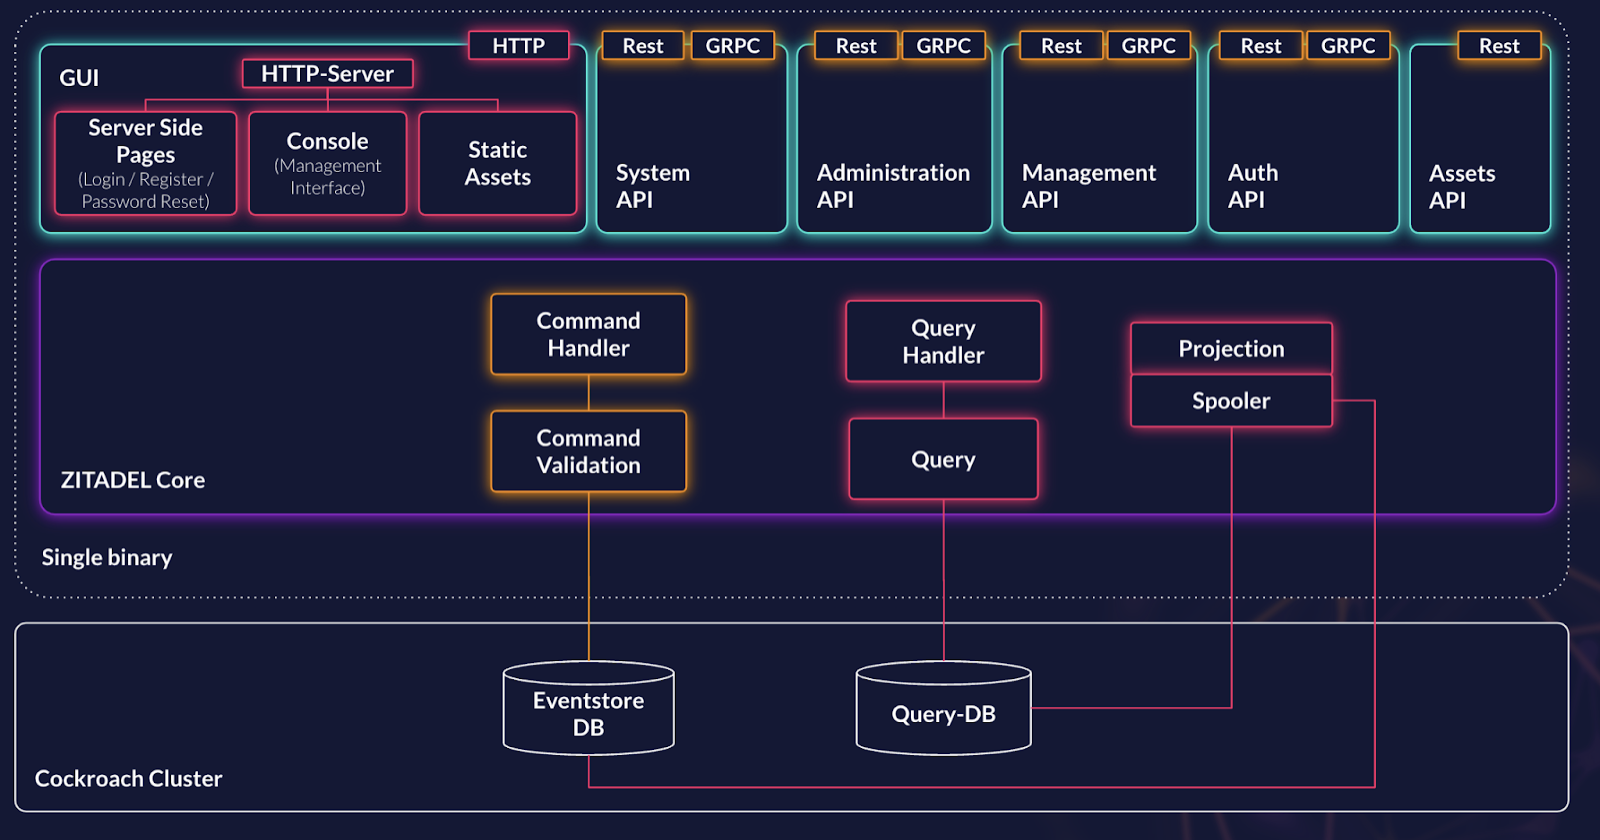 HTTP
Rest
GRPC
Rest
GRPC
Rest
GRPC
Rest
GRPC
Rest
GUI
HTTP-Server
Server Side
Pages
(Login / Register /
Password Reset)
Console
(Management
Interface)
Static
Assets
System
API
Administration
API
Management
API
Auth
API
Assets
API
Command
Handler
Query
Handler
Projection
Spooler
Command
Validation
Query
ZITADEL Core
Single binary
Eventstore
DB
Query-DB
Cockroach Cluster